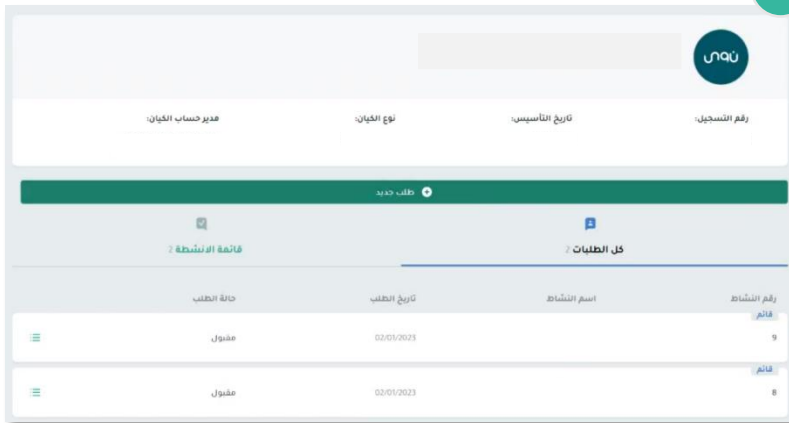 نوى
رقم التسجيل: تاريخ التأسيس: نوع الكيان: مدير حساب الكيان:
طلب جديد
كل الطلبات 2 قائمة الانشطة 2
رقم النشاط اسم النشاط تاريخ الطلب حالة الطلب
قائم
9 02/01/2023 مقبول
قائم
8 02/01/2023 مقبول